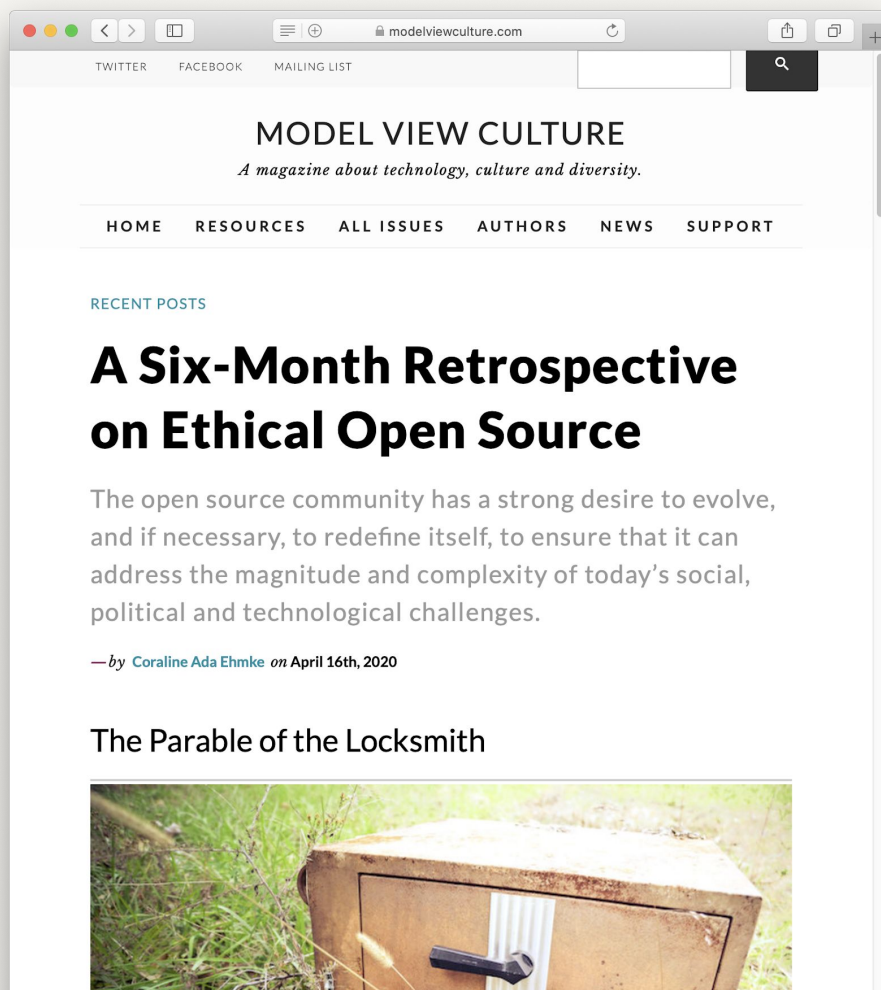 modelviewculture.com
TWITTER FACEBOOK MAILING LIST
MODEL VIEW CULTURE
A magazine about technology, culture and diversity.
HOME RESOURCES ALL ISSUES AUTHORS NEWS SUPPORT
RECENT POSTS
A Six-Month Retrospective
on Ethical Open Source
The open source community has a strong desire to evolve,
and if necessary, to redefine itself, to ensure that it can
address the magnitude and complexity of today’s social,
political and technological challenges.
—by Coraline Ada Ehmke on April 16th, 2020
The Parable of the Locksmith